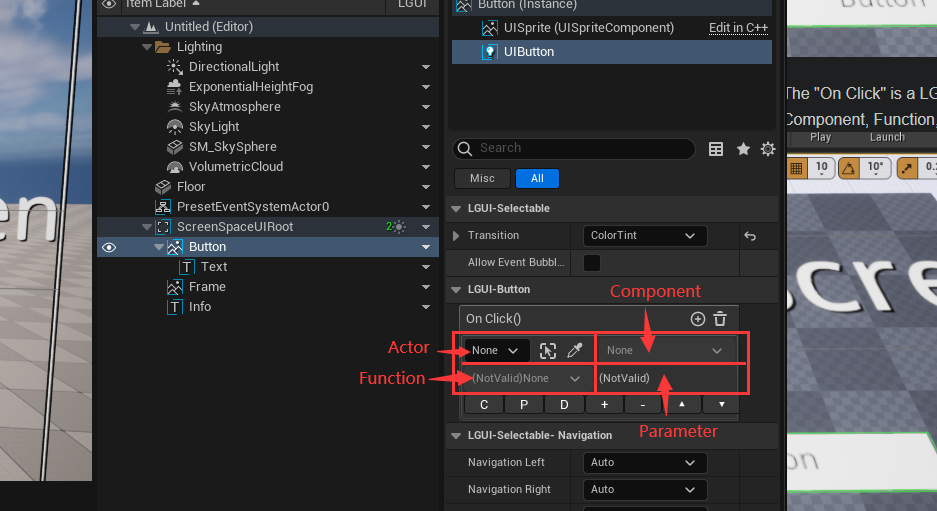 Item Label
LGUI
Untitled (Editor)
Lighting
DirectionalLight
ExponentialHeightFog
SkyAtmosphere
SkyLight
SM_SkySphere
VolumetricCloud
Floor
PresetEventSystemActor0
ScreenSpaceUIRoot
2
Button
Text
Frame
Info
Button (Instance)
UISprite (UISpriteComponent) Edit in C++
UIButton
Search
Misc All
LGUI-Selectable
Transition ColorTint
Allow Event Bubbl...
LGUI-Button
Component
On Click()
Actor None None
Function (NotValid)None (NotValid)
C P D + -
Parameter
LGUI-Selectable- Navigation
Navigation Left Auto
Navigation Right Auto
Button
The "On Click" is a LG
Component, Function,
Play Launch
10 10° 0.